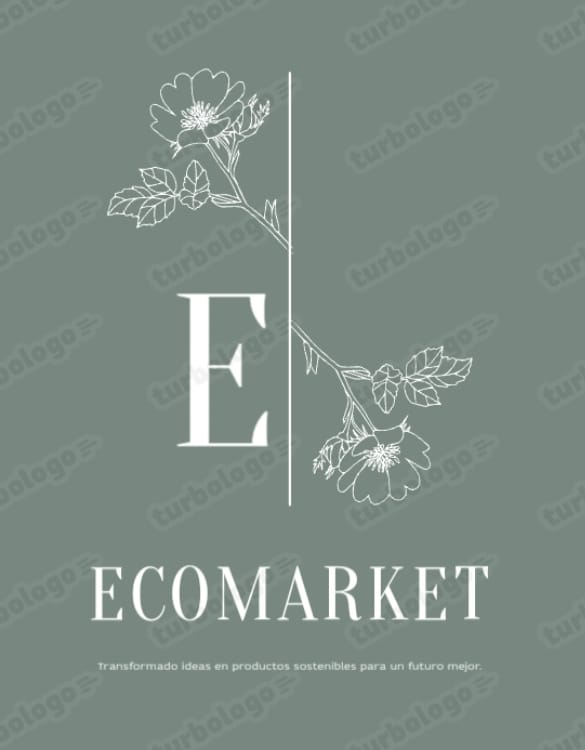 E
ECOMARKET
Transformado ideas en productos sostenibles para un futuro mejor.
turbologo